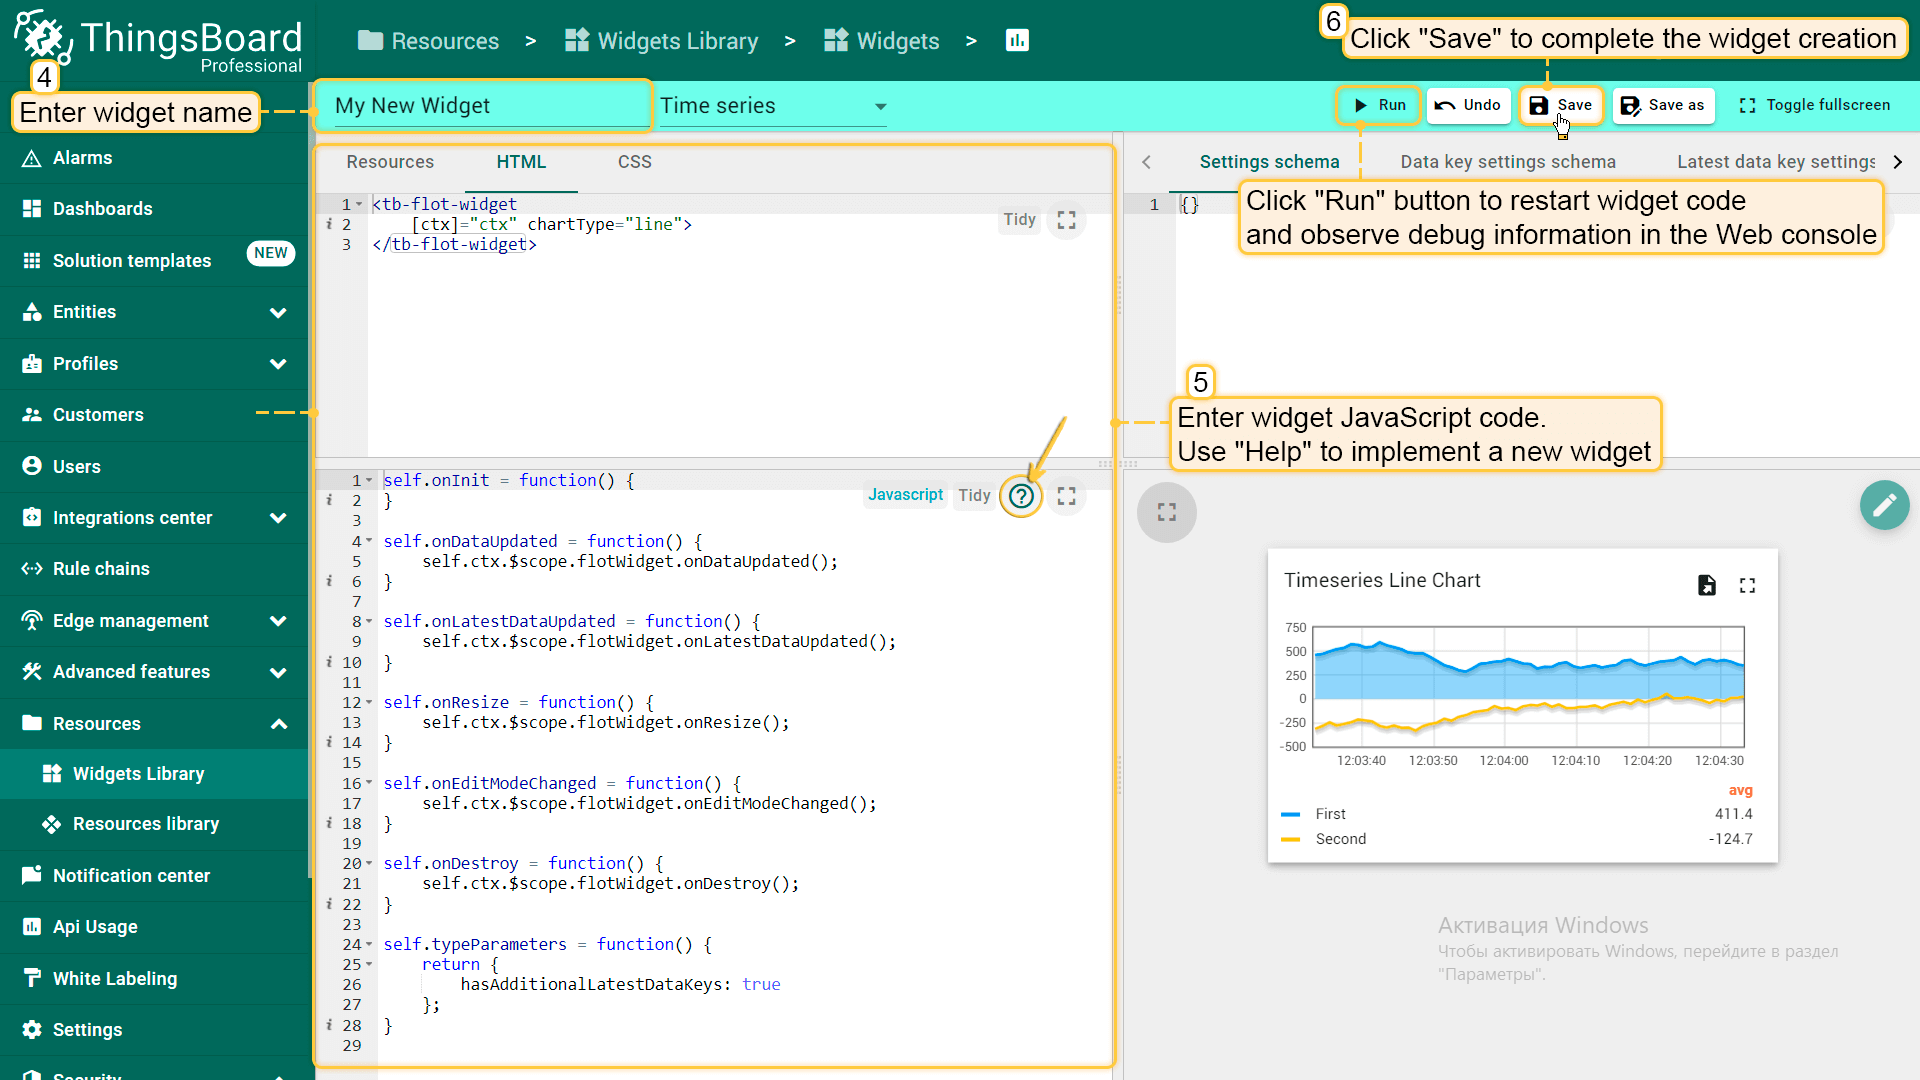 ThingsBoard
Professional
Resources > Widgets Library > Widgets >
6
Click "Save" to complete the widget creation
4
Enter widget name
My New Widget
Time series
Run
Undo
Save
Save as
Toggle fullscreen
Alarms
Dashboards
Solution templates
NEW
Entities
Profiles
Customers
Users
Integrations center
Rule chains
Edge management
Advanced features
Resources
Widgets Library
Resources library
Notification center
Api Usage
White Labeling
Settings
Security
Resources
HTML
CSS
1 <tb-flot-widget
2 [ctx]="ctx" chartType="line">
3 </tb-flot-widget>
Tidy
Settings schema
Data key settings schema
Latest data key settings
1 {}
Click "Run" button to restart widget code
and observe debug information in the Web console
5
Enter widget JavaScript code.
Use "Help" to implement a new widget
Javascript
Tidy
1 self.onInit = function() {
2 }
3
4 self.onDataUpdated = function() {
5 self.ctx.$scope.flotWidget.onDataUpdated();
6 }
7
8 self.onLatestDataUpdated = function() {
9 self.ctx.$scope.flotWidget.onLatestDataUpdated();
10 }
11
12 self.onResize = function() {
13 self.ctx.$scope.flotWidget.onResize();
14 }
15
16 self.onEditModeChanged = function() {
17 self.ctx.$scope.flotWidget.onEditModeChanged();
18 }
19
20 self.onDestroy = function() {
21 self.ctx.$scope.flotWidget.onDestroy();
22 }
23
24 self.typeParameters = function() {
25 return {
26 hasAdditionalLatestDataKeys: true
27 };
28 }
29
Timeseries Line Chart
750
500
250
0
-250
-500
12:03:40 12:03:50 12:04:00 12:04:10 12:04:20 12:04:30
avg
First 411.4
Second -124.7
Активация Windows
Чтобы активировать Windows, перейдите в раздел
"Параметры".